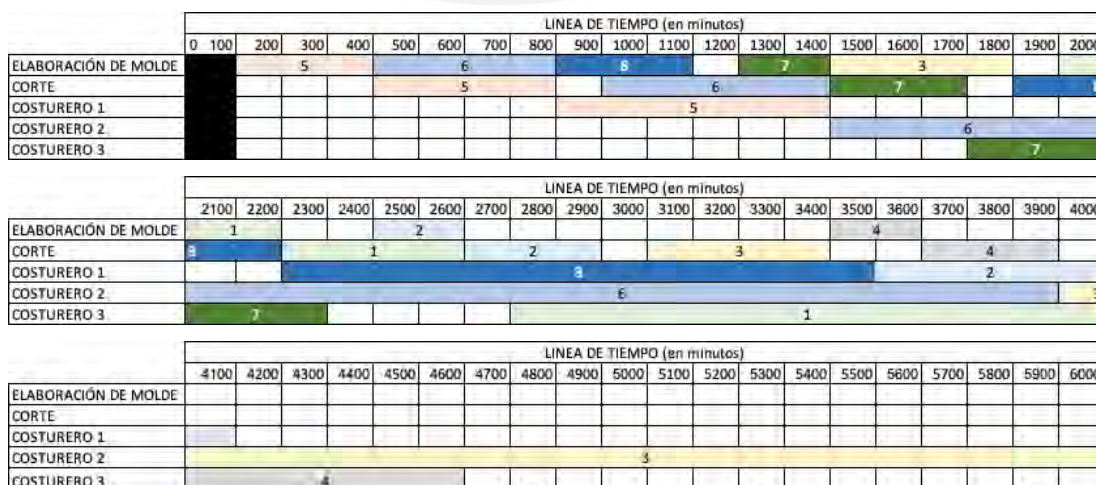 LINEA DE TIEMPO (en minutos)
0 100 200 300 400 500 600 700 800 900 1000 1100 1200 1300 1400 1500 1600 1700 1800 1900
ELABORACIÓN DE MOLDE 5 6 8 7 3
CORTE 5 6 7
COSTURERO 1 5
COSTURERO 2 6
COSTURERO 3 7
LINEA DE TIEMPO (en minutos)
2100 2200 2300 2400 2500 2600 2700 2800 2900 3000 3100 3200 3300 3400 3500 3600 3700 3800 3900
ELABORACIÓN DE MOLDE 1 2 4
CORTE 8 1 2 3 4
COSTURERO 1 8 2
COSTURERO 2 6
COSTURERO 3 7 1
LINEA DE TIEMPO (en minutos)
4100 4200 4300 4400 4500 4600 4700 4800 4900 5000 5100 5200 5300 5400 5500 5600 5700 5800 5900
ELABORACIÓN DE MOLDE
CORTE
COSTURERO 1
COSTURERO 2 3
COSTURERO 3 4